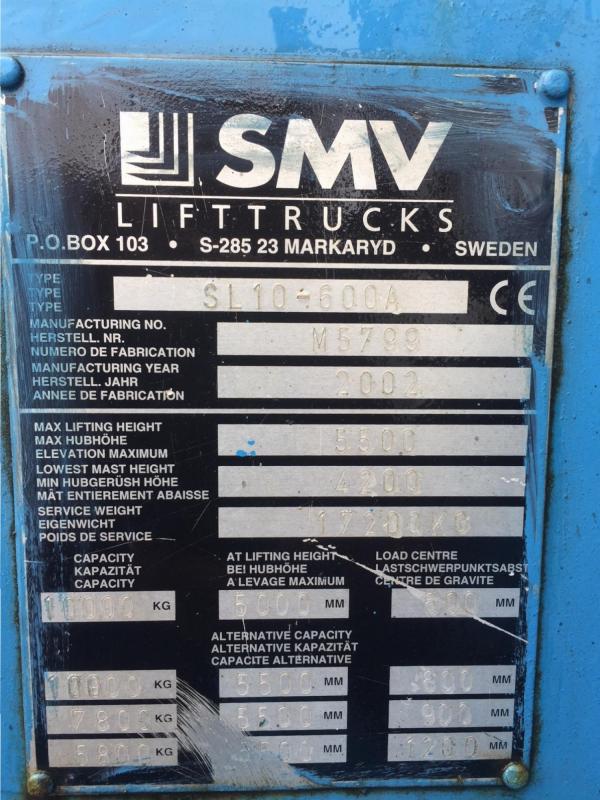 SMV
LIFTTRUCKS
P.O.BOX 103 • S-285 23 MARKARYD • SWEDEN
TYPE
TYPE SL10-600A CE
TYPE
MANUFACTURING NO.
HERSTELL. NR. M5799
NUMERO DE FABRICATION
MANUFACTURING YEAR
HERSTELL. JAHR 2002
ANNEE DE FABRICATION
MAX LIFTING HEIGHT
MAX HUBHÖHE 5500
ELEVATION MAXIMUM
LOWEST MAST HEIGHT
MIN HUBGERÜSH HÖHE 4200
MÄT ENTIEREMENT ABAISSE
SERVICE WEIGHT
EIGENWICHT 17200KG
POIDS DE SERVICE
CAPACITY AT LIFTING HEIGHT LOAD CENTRE
KAPAZITÄT BEI HUBHÖHE LASTSCHWERPUNKTSABST
CAPACITY A LEVAGE MAXIMUM CENTRE DE GRAVITE
10000 KG 5000 MM MM
ALTERNATIVE CAPACITY
ALTERNATIVE KAPAZITÄT
CAPACITE ALTERNATIVE
10000 KG 5500 MM MM
7800 KG 5500 MM 900 MM
5800 KG MM 1200 MM